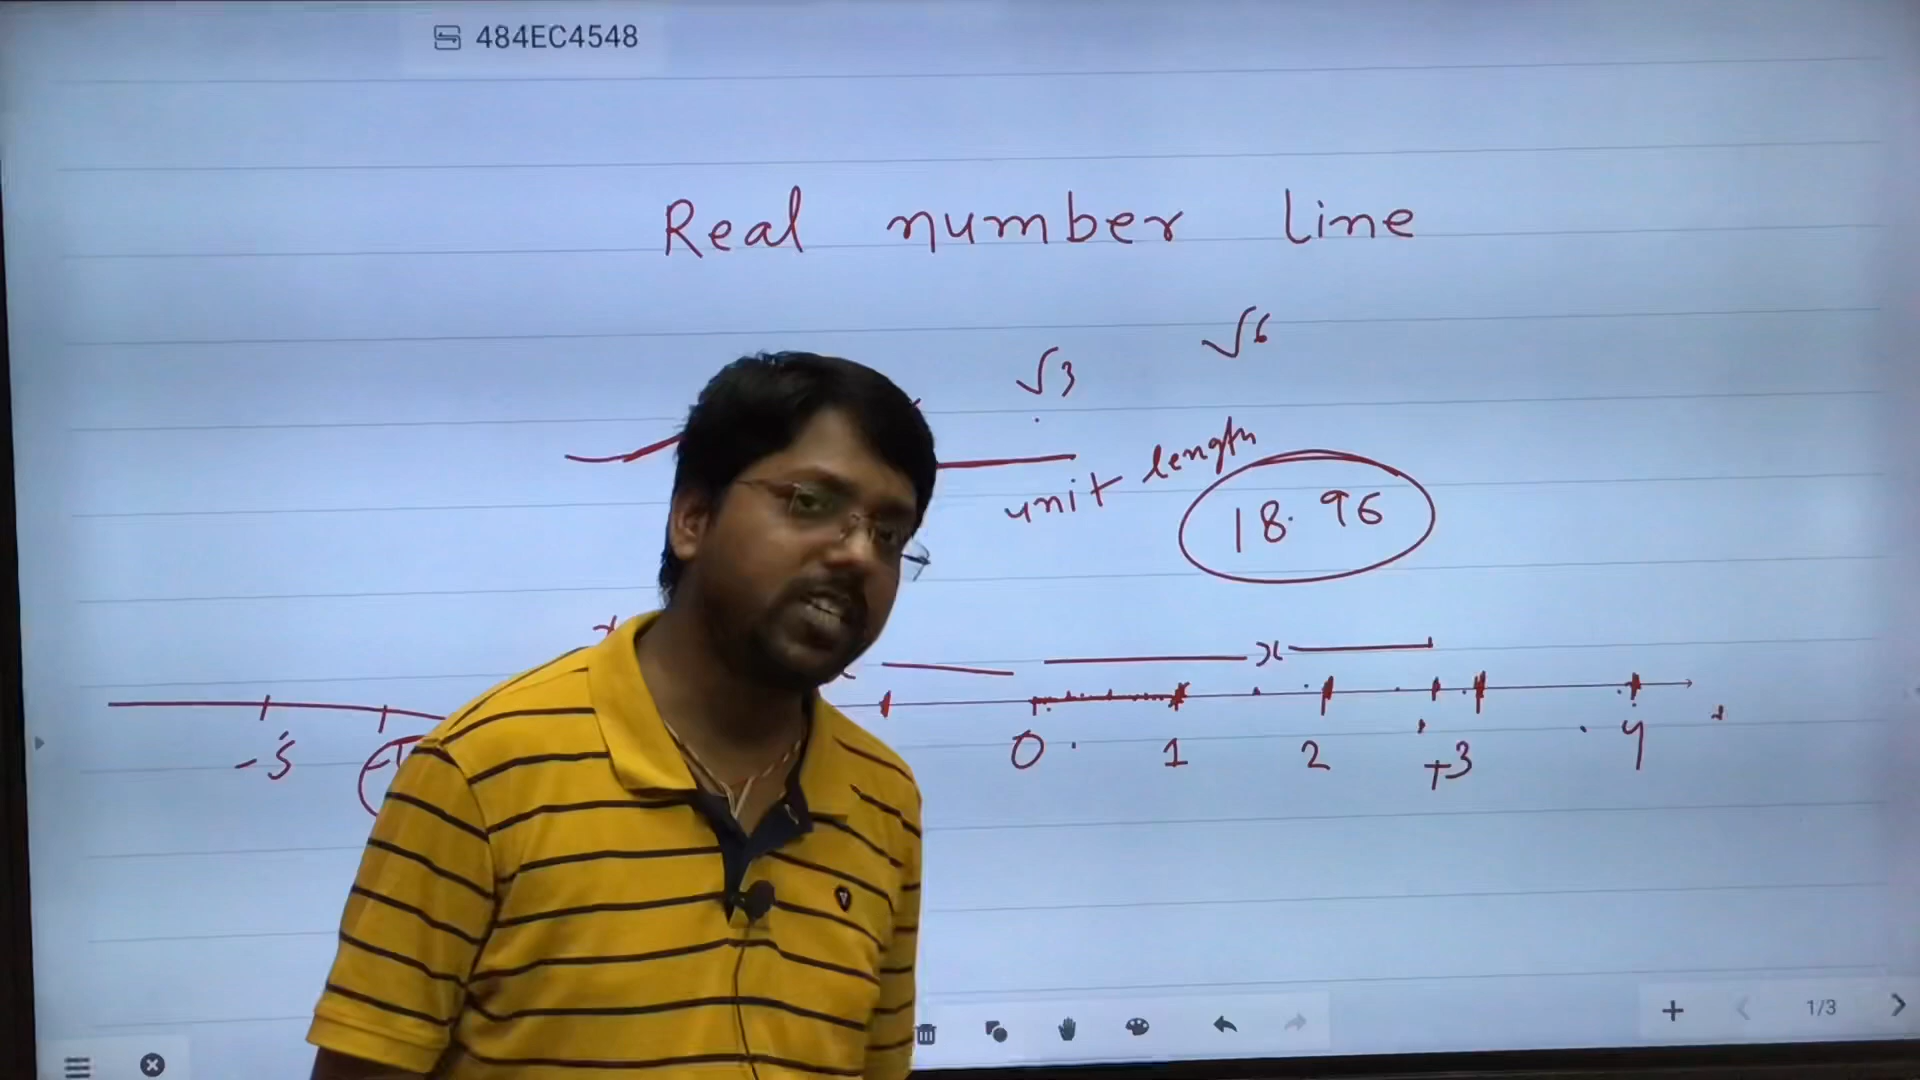 484EC4548
Real number line
√3 √6
unit length
18.96
x
-5 0 1 2 +3 4
1/3